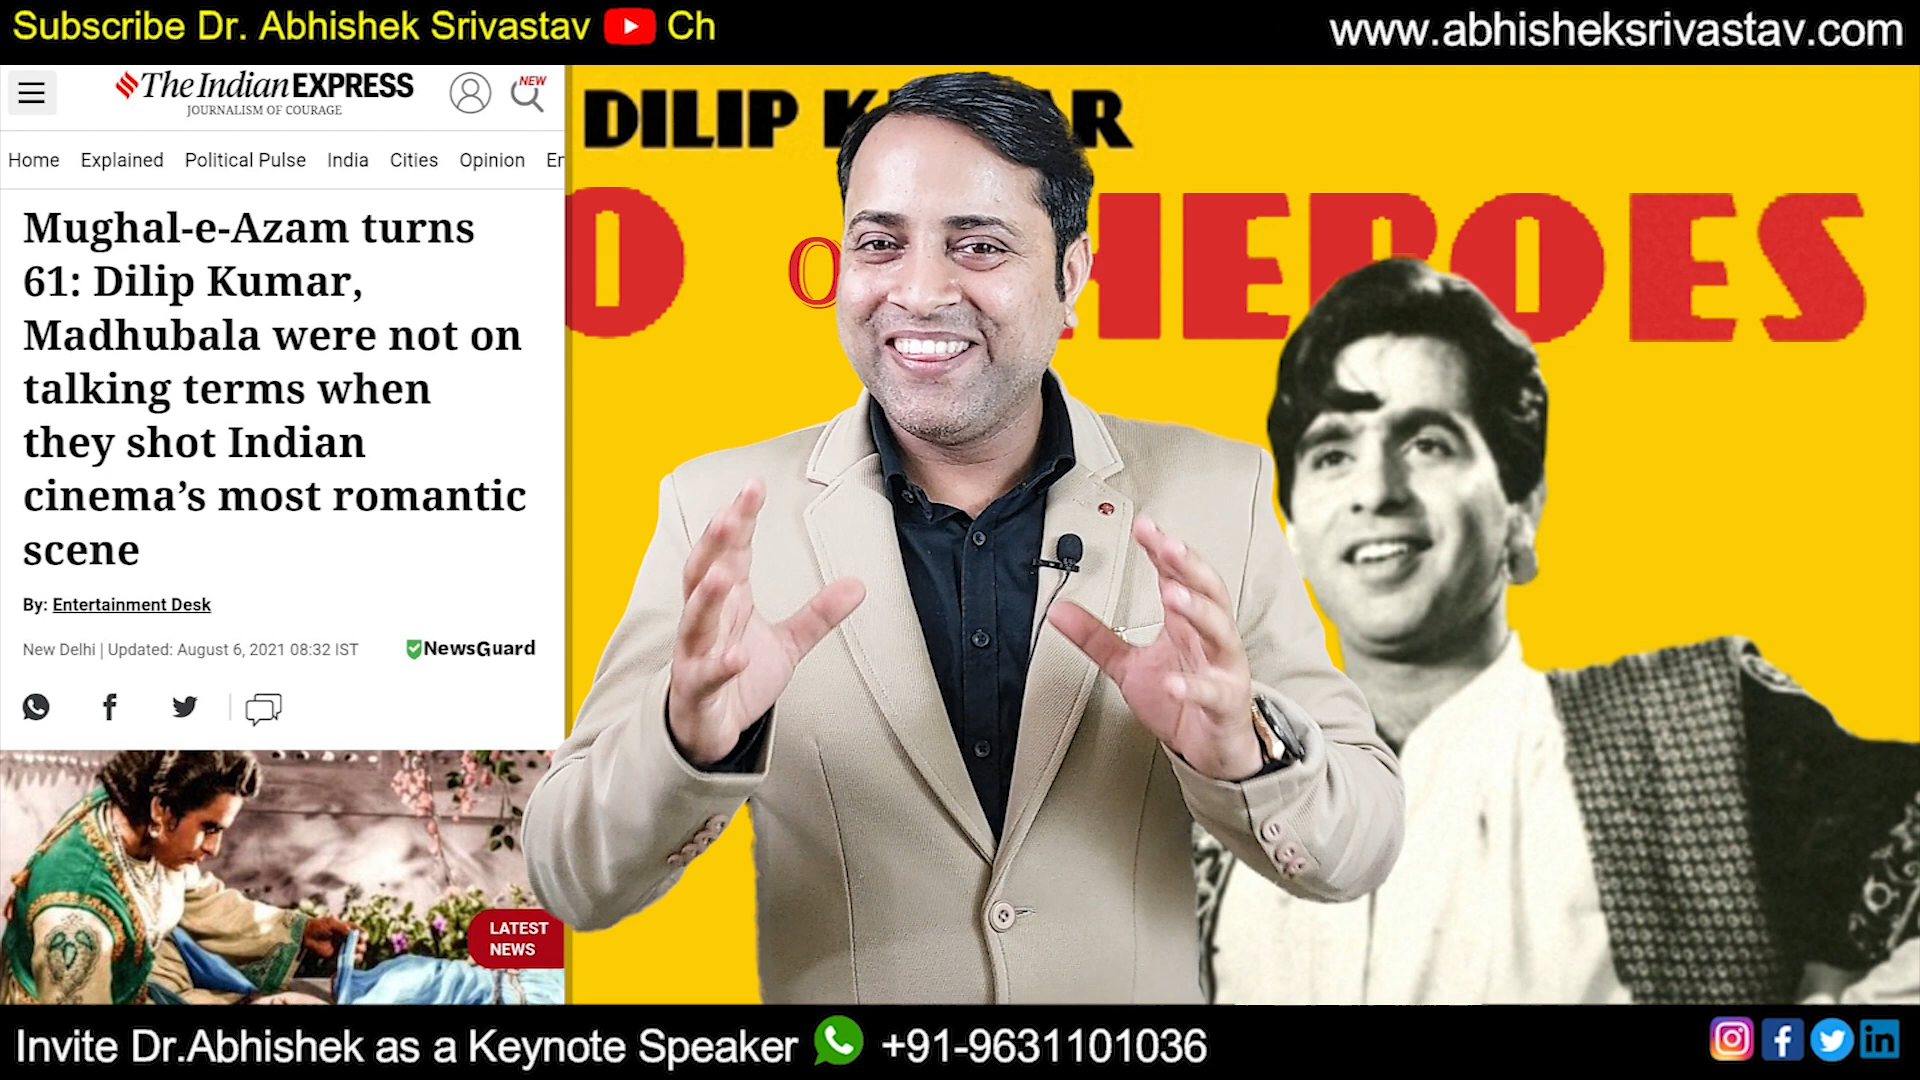 Subscribe Dr. Abhishek Srivastav Ch
www.abhisheksrivastav.com
The Indian EXPRESS
JOURNALISM OF COURAGE
NEW
Home Explained Political Pulse India Cities Opinion
Mughal-e-Azam turns
61: Dilip Kumar,
Madhubala were not on
talking terms when
they shot Indian
cinema’s most romantic
scene
By: Entertainment Desk
New Delhi | Updated: August 6, 2021 08:32 IST
NewsGuard
LATEST
NEWS
DILIP
HEROES
Invite Dr.Abhishek as a Keynote Speaker +91-9631101036